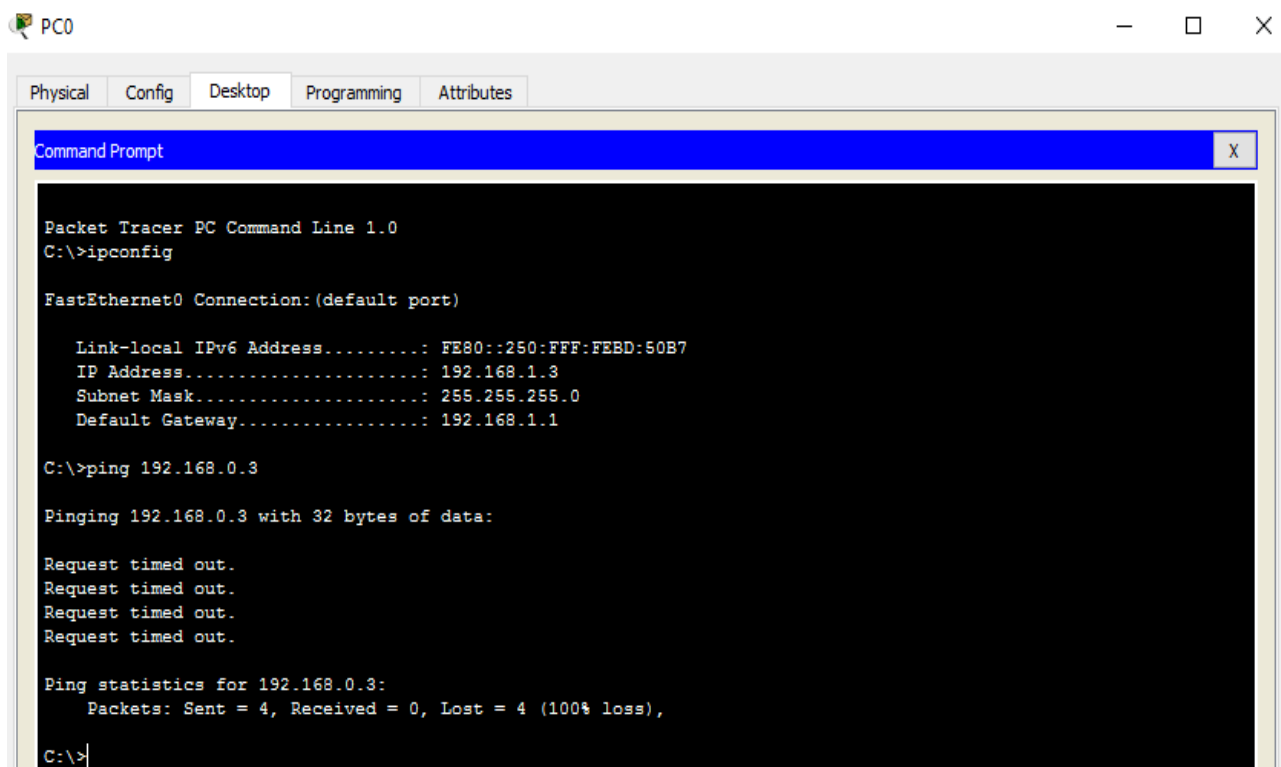 PC0
Physical Config Desktop Programming Attributes
Command Prompt X
Packet Tracer PC Command Line 1.0
C:\>ipconfig
FastEthernet0 Connection:(default port)
Link-local IPv6 Address.........: FE80::250:FFF:FEBD:50B7
IP Address......................: 192.168.1.3
Subnet Mask.....................: 255.255.255.0
Default Gateway.................: 192.168.1.1
C:\>ping 192.168.0.3
Pinging 192.168.0.3 with 32 bytes of data:
Request timed out.
Request timed out.
Request timed out.
Request timed out.
Ping statistics for 192.168.0.3:
Packets: Sent = 4, Received = 0, Lost = 4 (100% loss),
C:\>